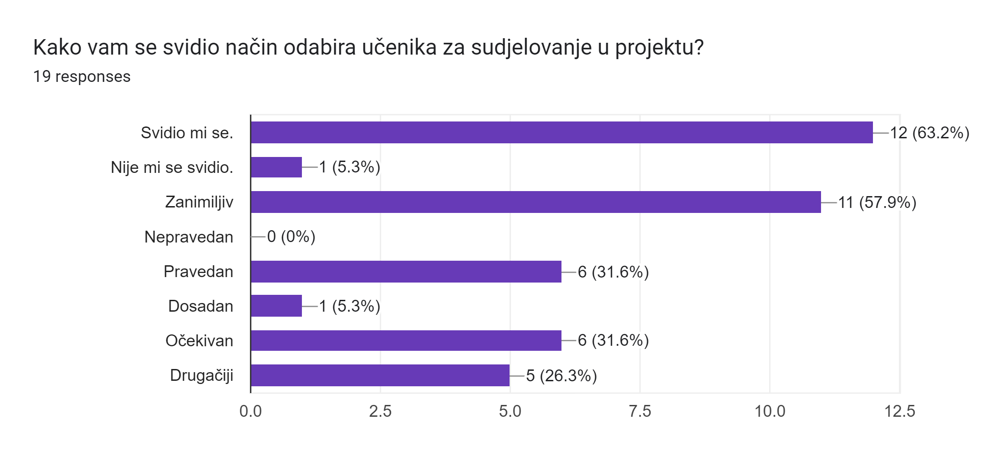 Kako vam se svidio način odabira učenika za sudjelovanje u projektu?
19 responses
Svidio mi se. 12 (63.2%)
Nije mi se svidio. 1 (5.3%)
Zanimiljiv 11 (57.9%)
Nepravedan 0 (0%)
Pravedan 6 (31.6%)
Dosadan 1 (5.3%)
Očekivan 6 (31.6%)
Drugačiji 5 (26.3%)
0.0 2.5 5.0 7.5 10.0 12.5